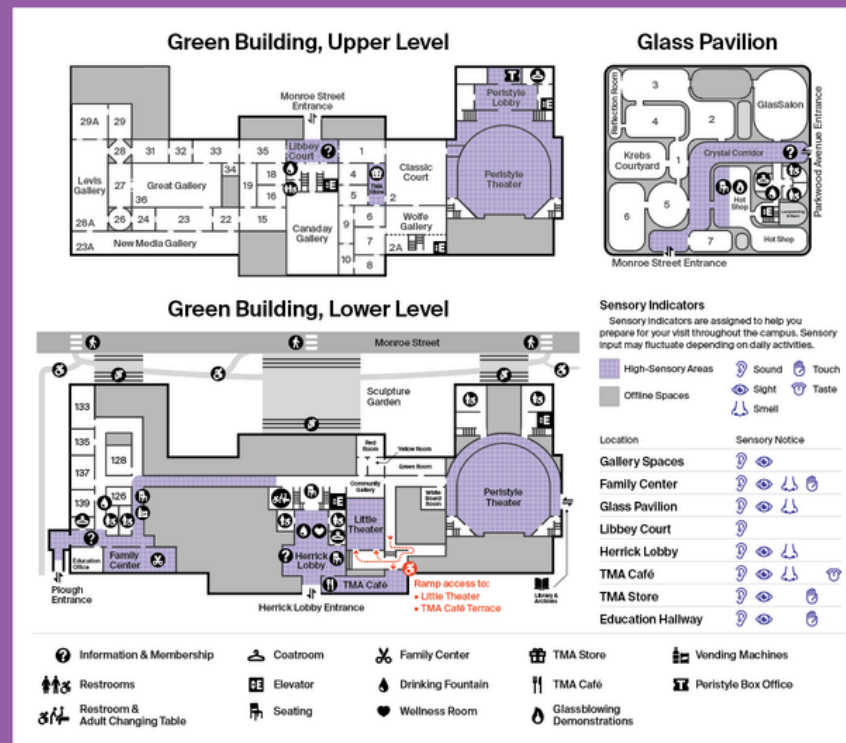 Green Building, Upper Level
Monroe Street
Entrance
29A
29
28
31
32
33
35
Libbey
Court
1
Peristyle
Lobby
34
18
4
TMA
Store
Classic
Court
Levis
Gallery
27
Great Gallery
19
16
5
2
Peristyle
Theater
36
28A
26
24
23
22
15
Canaday
Gallery
9
6
Wolfe
Gallery
23A
New Media Gallery
7
2A
10
8
Glass Pavilion
Reflection Room
3
GlasSalon
4
2
Krebs
Courtyard
1
Crystal Corridor
Parkwood Avenue Entrance
6
5
Hot
Shop
7
Hot Shop
Monroe Street Entrance
Green Building, Lower Level
Monroe Street
Sculpture
Garden
133
135
137
128
139
126
Red
Room
Yellow Room
Green Room
Community
Gallery
White
Board
Room
Peristyle
Theater
Little
Theater
Education
Office
Family
Center
Herrick
Lobby
TMA Café
Plough
Entrance
Herrick Lobby Entrance
Ramp access to:
• Little Theater
• TMA Café Terrace
Library &
Archives
Sensory Indicators
Sensory indicators are assigned to help you
prepare for your visit throughout the campus. Sensory
input may fluctuate depending on daily activities.
High-Sensory Areas
Offline Spaces
Sound
Touch
Sight
Taste
Smell
Location
Sensory Notice
Gallery Spaces
Family Center
Glass Pavilion
Libbey Court
Herrick Lobby
TMA Café
TMA Store
Education Hallway
Information & Membership
Coatroom
Family Center
TMA Store
Vending Machines
Restrooms
Elevator
Drinking Fountain
TMA Café
Peristyle Box Office
Restroom &
Adult Changing Table
Seating
Wellness Room
Glassblowing
Demonstrations